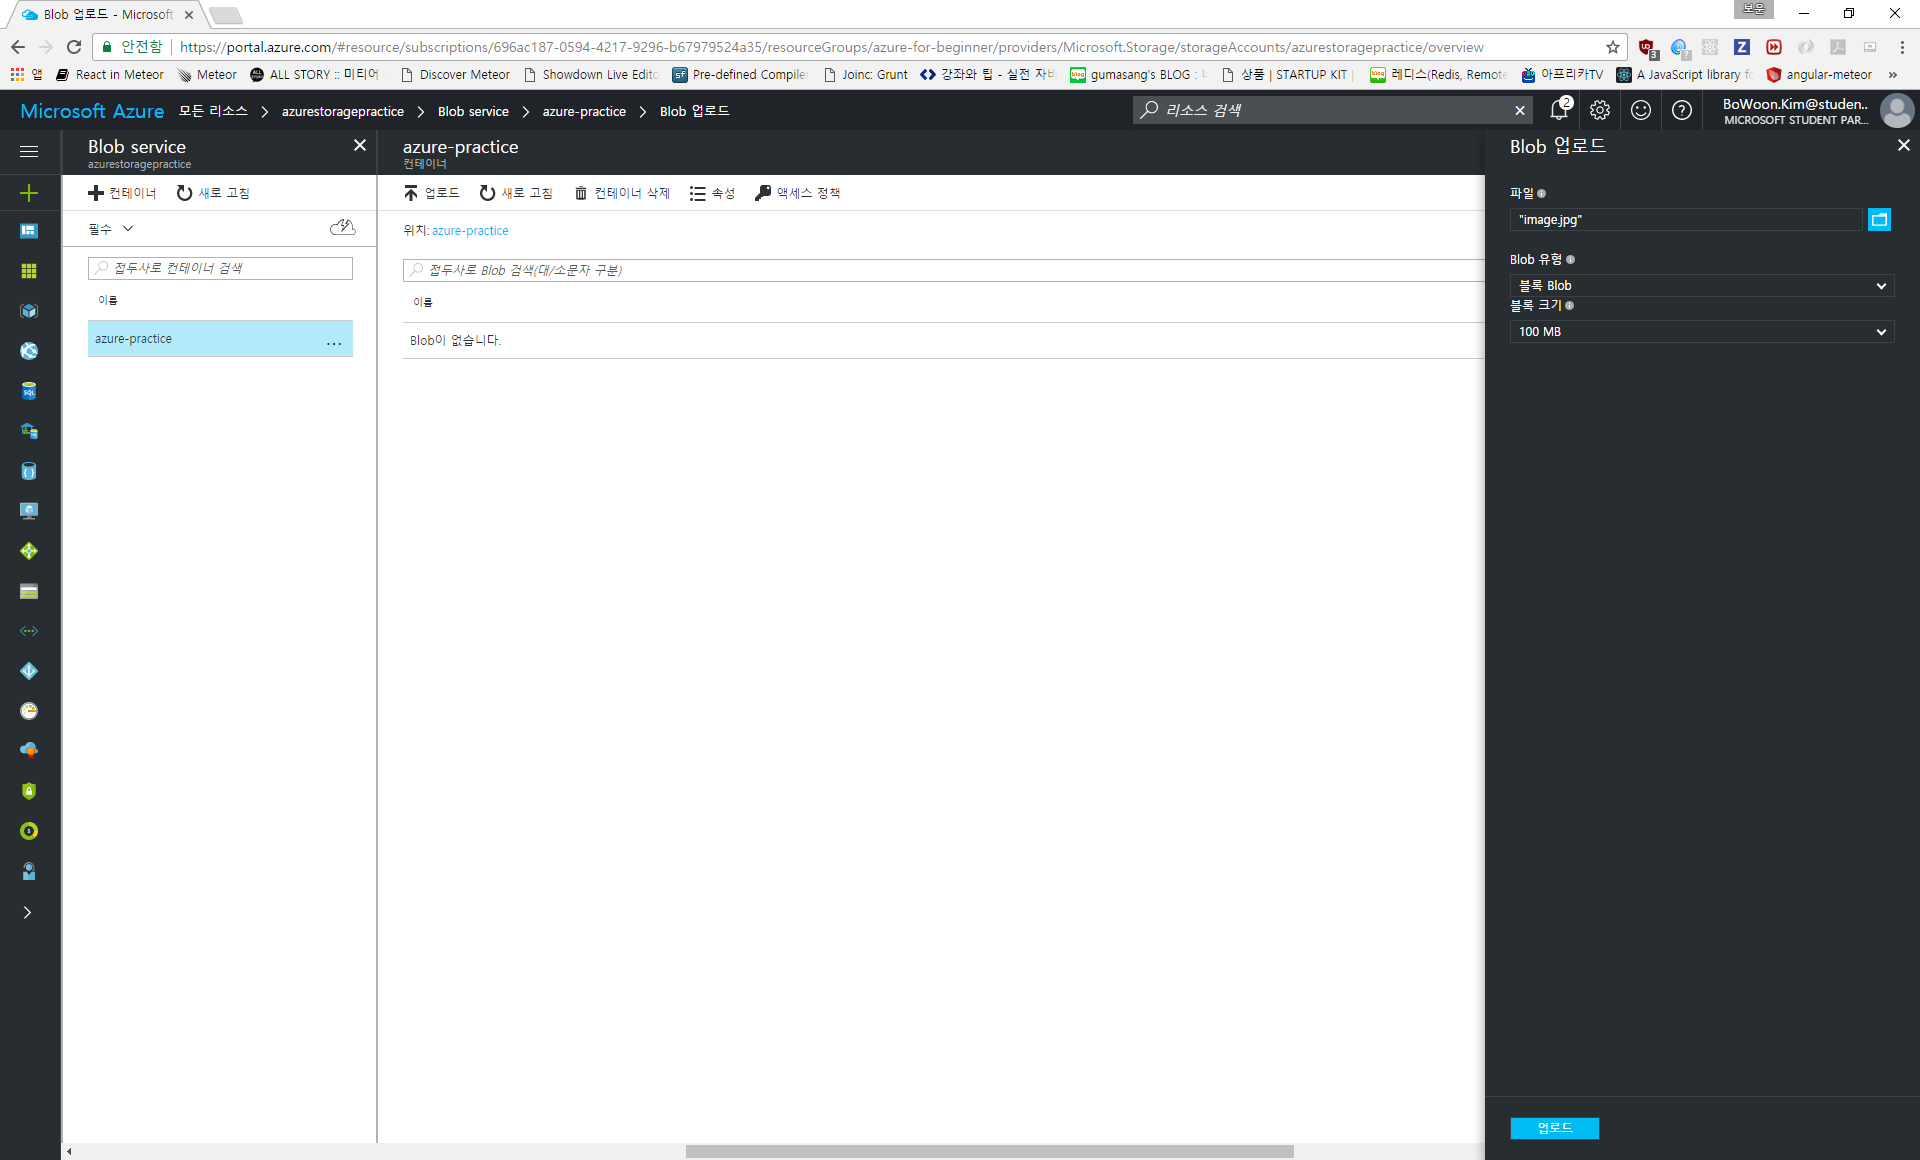 Blob 업로드 - Microsoft
보운
안전함
https://portal.azure.com/#resource/subscriptions/696ac187-0594-4217-9296-b67979524a35/resourceGroups/azure-for-beginner/providers/Microsoft.Storage/storageAccounts/azurestoragepractice/overview
3
?
앱 React in Meteor Meteor ALL STORY :: 미티어 Discover Meteor Showdown Live Edito Pre-defined Compiler Joinc: Grunt 강좌와 팁 - 실전 자바 gumasang's BLOG : 상품 | STARTUP KIT | 레디스(Redis, Remote 아프리카TV A JavaScript library fo angular-meteor »
Microsoft Azure 모든 리소스 > azurestoragepractice > Blob service > azure-practice > Blob 업로드
리소스 검색
2
BoWoon.Kim@studen...
MICROSOFT STUDENT PAR...
Blob service
azurestoragepractice
컨테이너 새로 고침
필수
접두사로 컨테이너 검색
이름
azure-practice ...
azure-practice
컨테이너
업로드 새로 고침 컨테이너 삭제 속성 액세스 정책
위치: azure-practice
접두사로 Blob 검색(대/소문자 구분)
이름
Blob이 없습니다.
Blob 업로드
파일
"image.jpg"
Blob 유형
블록 Blob
블록 크기
100 MB
업로드